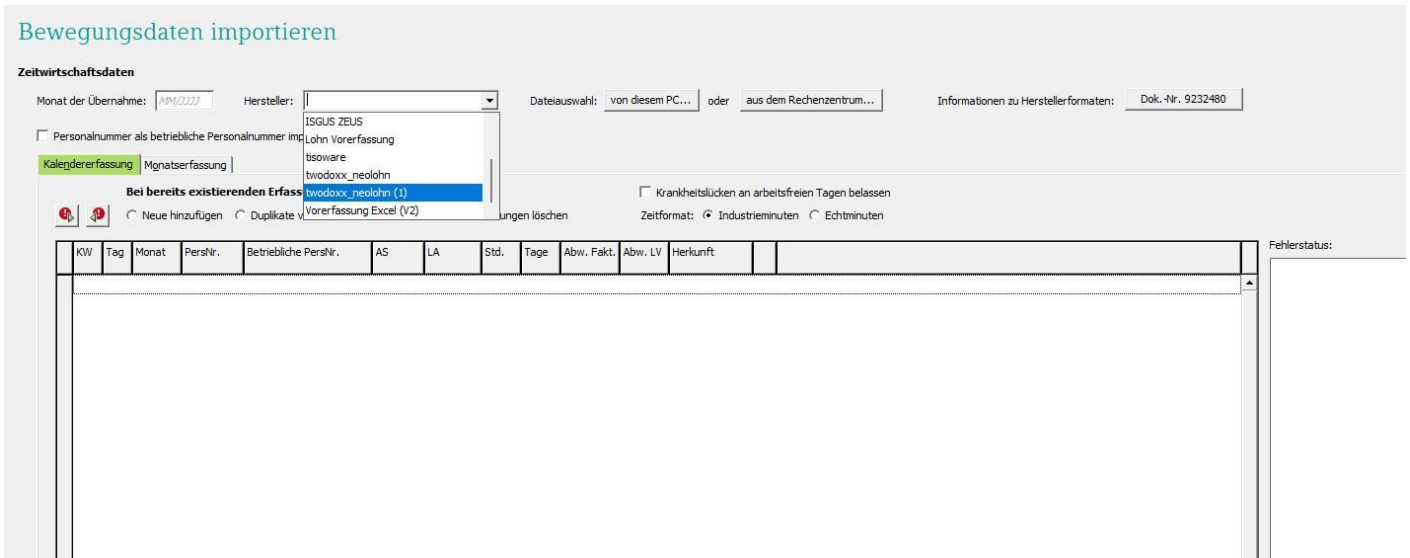 Bewegungsdaten importieren
Zeitwirtschaftsdaten
Monat der Übernahme: MM/JJJJ Hersteller: Dateiauswahl: von diesem PC... oder aus dem Rechenzentrum... Informationen zu Herstellerformaten: Dok.-Nr. 9232480
ISGUS ZEUS
Personalnummer als betriebliche Personalnummer imp Lohn Vorerfassung
tisoware
Kalendererfassung Monatserfassung
twodoxx_neolohn
Bei bereits existierenden Erfass twodoxx_neolohn (1) Krankheitslücken an arbeitsfreien Tagen belassen
Neue hinzufügen Duplikate v Vorerfassung Excel (V2) ungen löschen Zeitformat: Industrieminuten Echtminuten
KW Tag Monat PersNr. Betriebliche PersNr. AS LA Std. Tage Abw. Fakt. Abw. LV Herkunft Fehlerstatus: